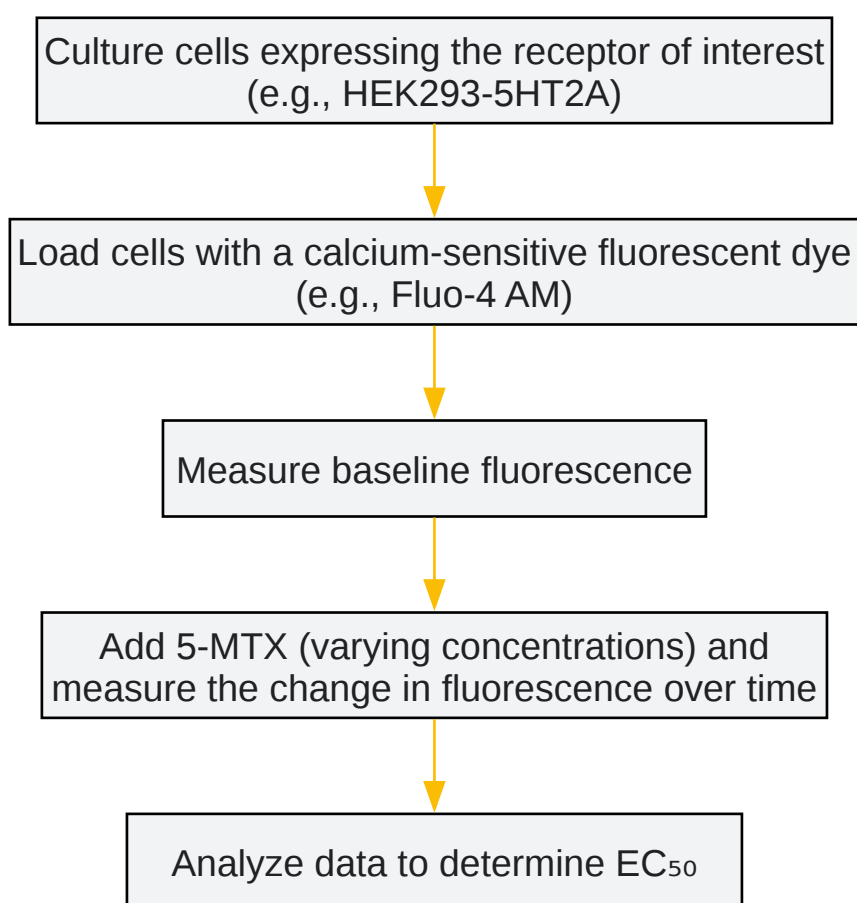 Culture cells expressing the receptor of interest
(e.g., HEK293-5HT2A)
Load cells with a calcium-sensitive fluorescent dye
(e.g., Fluo-4 AM)
Measure baseline fluorescence
Add 5-MTX (varying concentrations) and
measure the change in fluorescence over time
Analyze data to determine EC₅₀